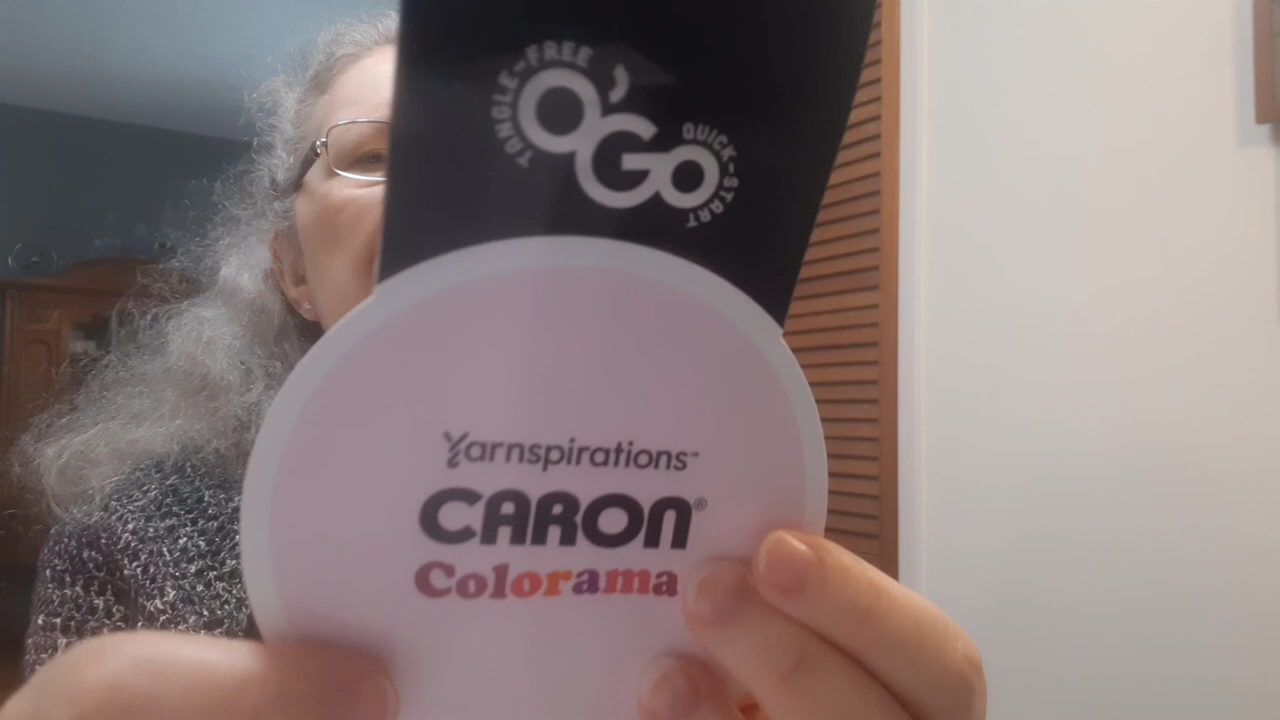 TANGLE-FREE
O'GO
QUICK-START
Yarnspirations™
CARON®
Colorama